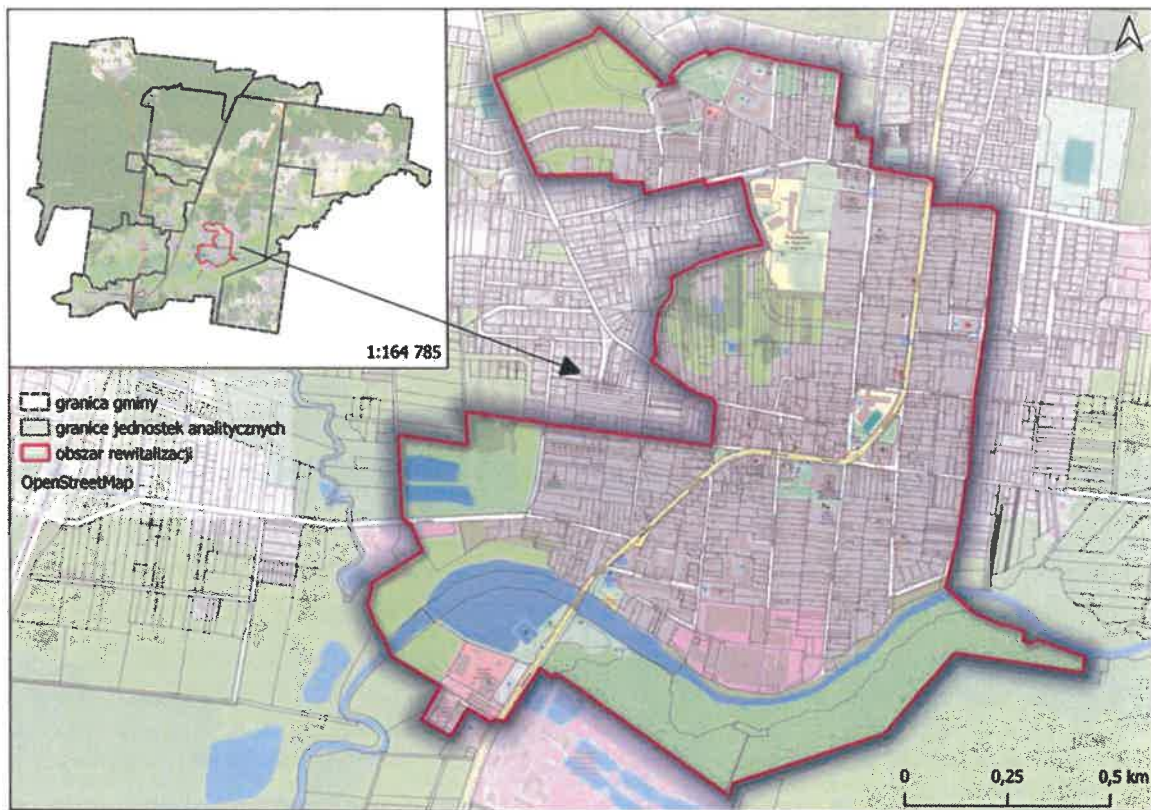 1:164 785
granica gminy
granice jednostek analitycznych
obszar rewitalizacji
OpenStreetMap
0 0,25 0,5 km